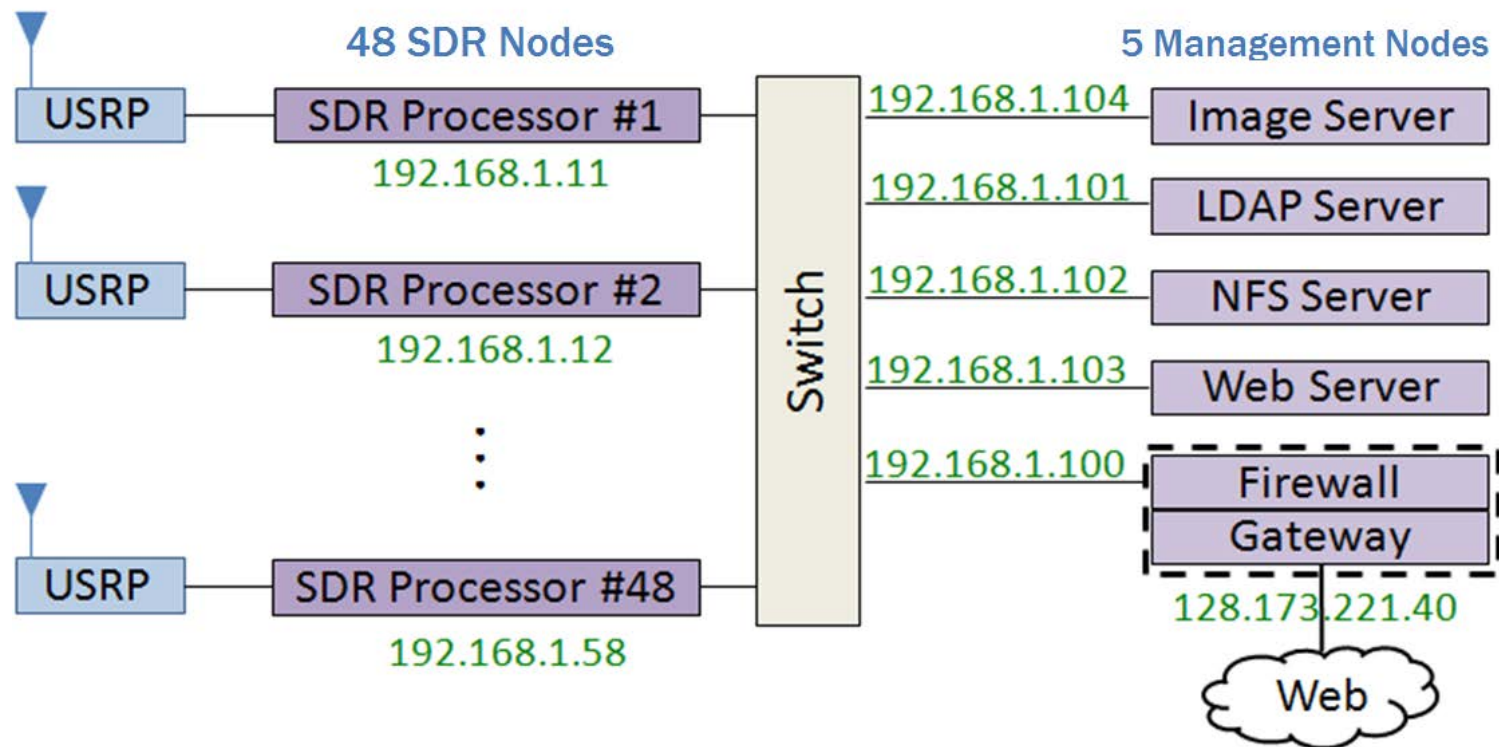 48 SDR Nodes
5 Management Nodes
USRP
SDR Processor #1
192.168.1.11
USRP
SDR Processor #2
192.168.1.12
USRP
SDR Processor #48
192.168.1.58
Switch
192.168.1.104
Image Server
192.168.1.101
LDAP Server
192.168.1.102
NFS Server
192.168.1.103
Web Server
192.168.1.100
Firewall
Gateway
128.173.221.40
Web